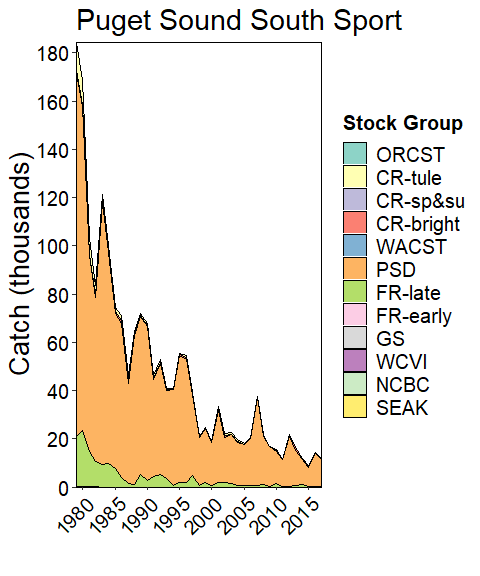 Puget Sound South Sport
Catch (thousands)
180
160
140
120
100
80
60
40
20
0
1980
1985
1990
1995
2000
2005
2010
2015
Stock Group
ORCST
CR-tule
CR-sp&su
CR-bright
WACST
PSD
FR-late
FR-early
GS
WCVI
NCBC
SEAK